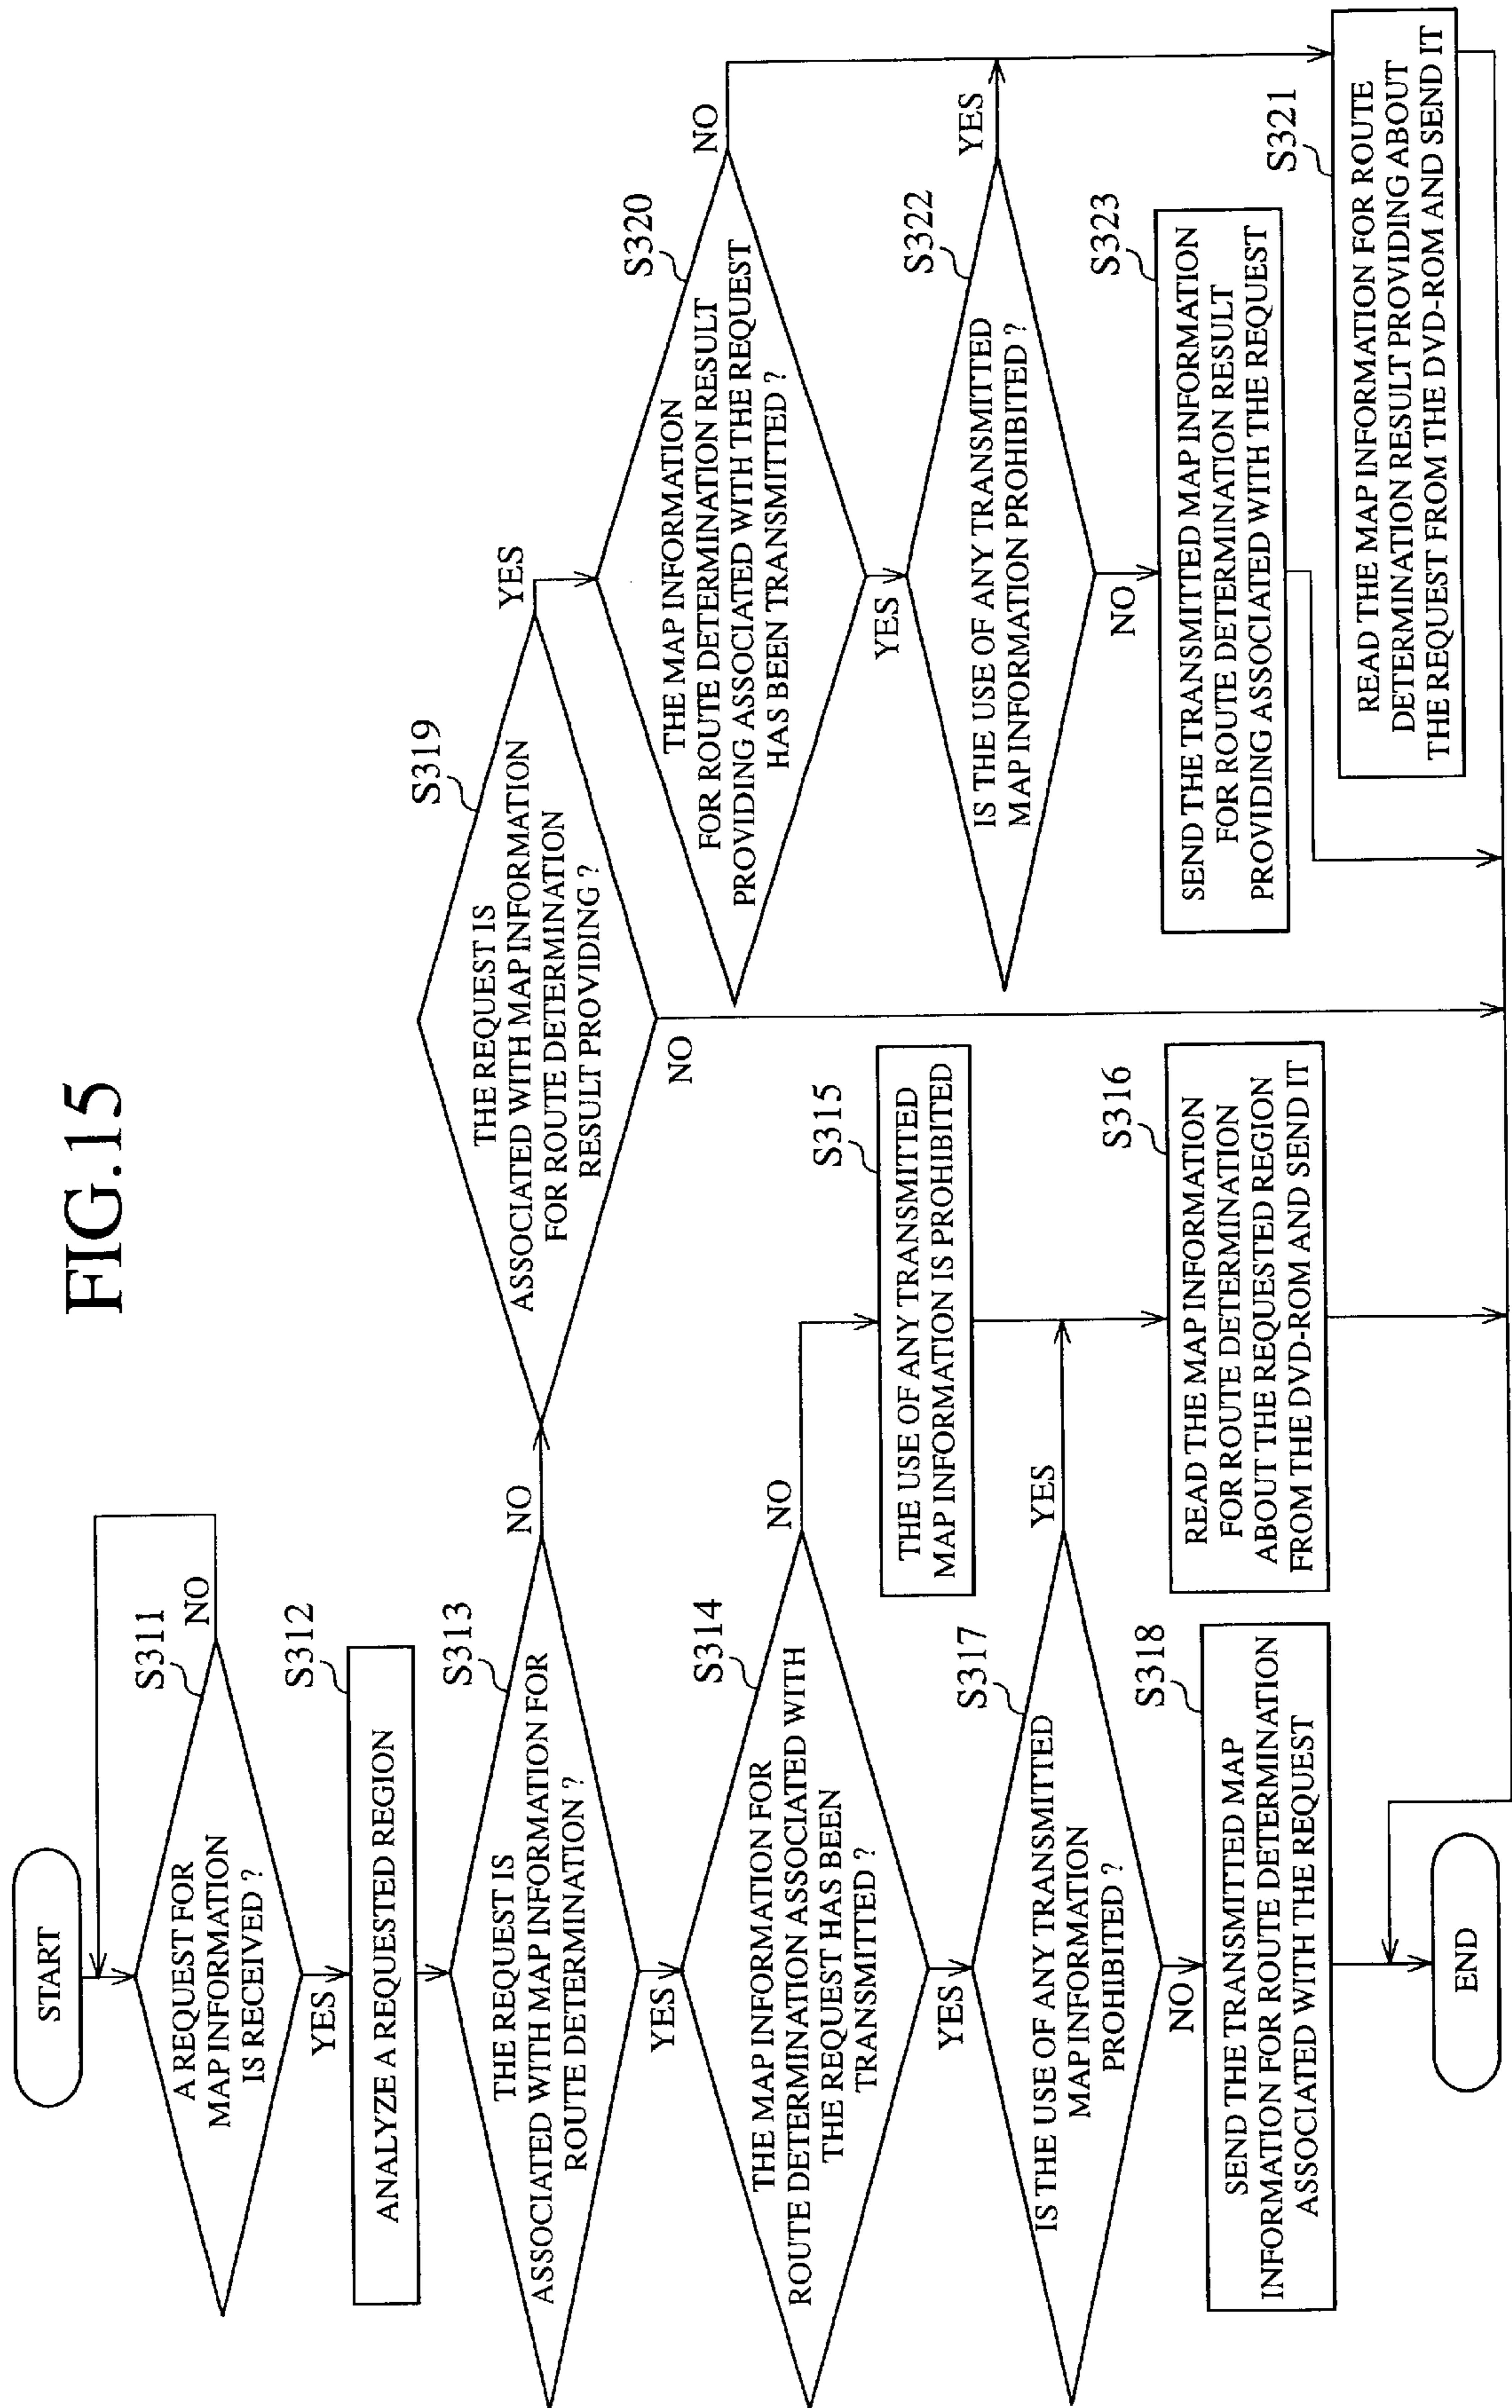 FIG.15
START
S311
A REQUEST FOR
MAP INFORMATION
IS RECEIVED ?
NO
YES
S312
ANALYZE A REQUESTED REGION
S313
THE REQUEST IS
ASSOCIATED WITH MAP INFORMATION FOR
ROUTE DETERMINATION ?
NO
YES
S314
THE MAP INFORMATION FOR
ROUTE DETERMINATION ASSOCIATED WITH
THE REQUEST HAS BEEN
TRANSMITTED ?
NO
YES
S315
THE USE OF ANY TRANSMITTED
MAP INFORMATION IS PROHIBITED
S317
IS THE USE OF ANY TRANSMITTED
MAP INFORMATION
PROHIBITED ?
YES
NO
S316
READ THE MAP INFORMATION
FOR ROUTE DETERMINATION
ABOUT THE REQUESTED REGION
FROM THE DVD-ROM AND SEND IT
S318
SEND THE TRANSMITTED MAP
INFORMATION FOR ROUTE DETERMINATION
ASSOCIATED WITH THE REQUEST
END
S319
THE REQUEST IS
ASSOCIATED WITH MAP INFORMATION
FOR ROUTE DETERMINATION
RESULT PROVIDING ?
YES
NO
S320
THE MAP INFORMATION
FOR ROUTE DETERMINATION RESULT
PROVIDING ASSOCIATED WITH THE REQUEST
HAS BEEN TRANSMITTED ?
NO
YES
S322
IS THE USE OF ANY TRANSMITTED
MAP INFORMATION PROHIBITED ?
YES
NO
S323
SEND THE TRANSMITTED MAP INFORMATION
FOR ROUTE DETERMINATION RESULT
PROVIDING ASSOCIATED WITH THE REQUEST
S321
READ THE MAP INFORMATION FOR ROUTE
DETERMINATION RESULT PROVIDING ABOUT
THE REQUEST FROM THE DVD-ROM AND SEND IT